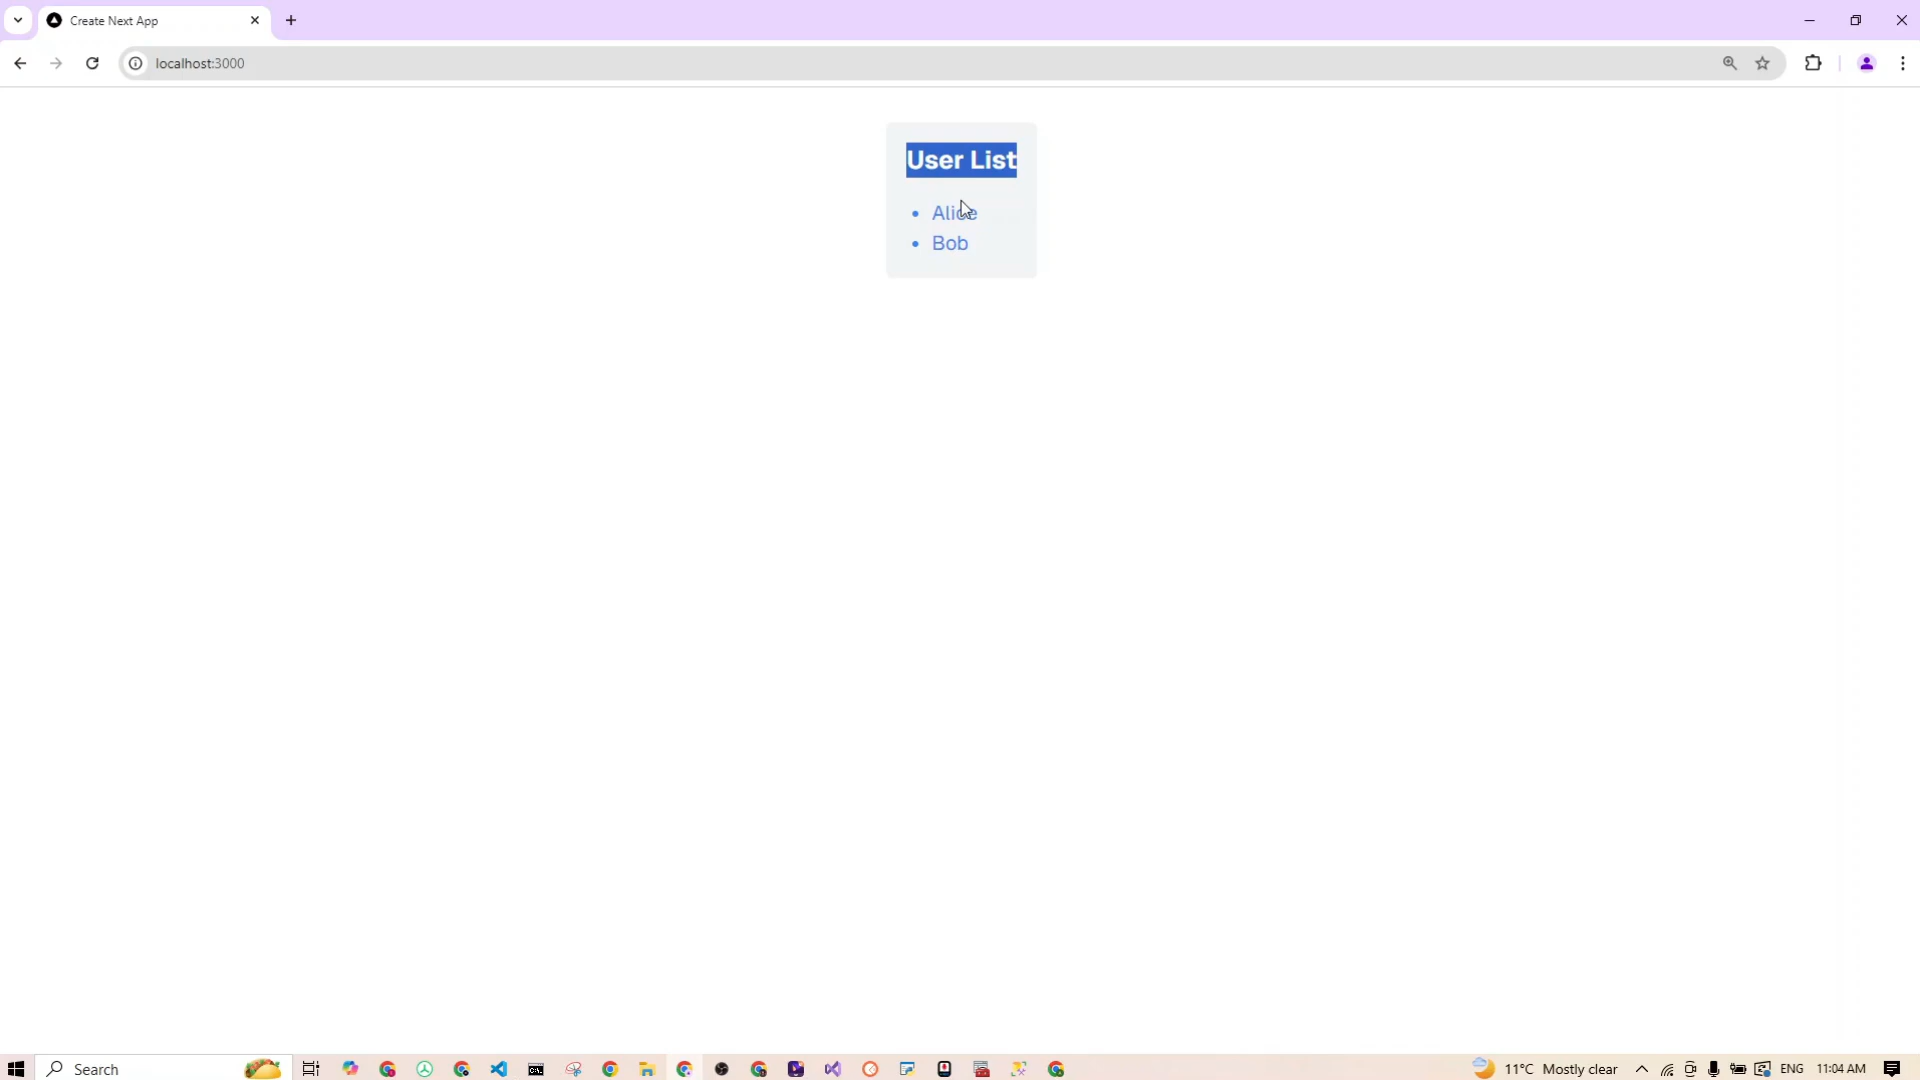 Create Next App
localhost:3000
User List
Alice
Bob
Search
11°C Mostly clear
ENG
11:04 AM